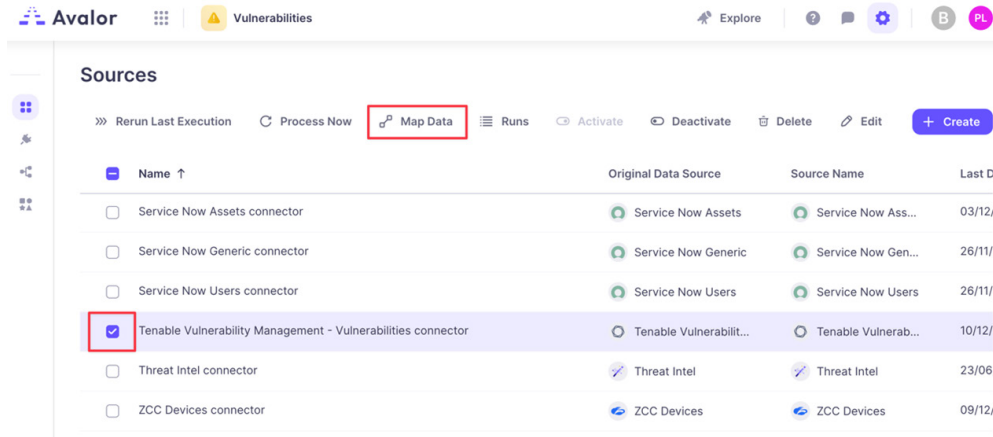 Avalor Vulnerabilities Explore B PL
Sources
Rerun Last Execution Process Now Map Data Runs Activate Deactivate Delete Edit + Create
Name ↑ Original Data Source Source Name Last D
Service Now Assets connector Service Now Assets Service Now Ass... 03/12/
Service Now Generic connector Service Now Generic Service Now Gen... 26/11/
Service Now Users connector Service Now Users Service Now Users 26/11/
Tenable Vulnerability Management - Vulnerabilities connector Tenable Vulnerabilit... Tenable Vulnerab... 10/12/
Threat Intel connector Threat Intel Threat Intel 23/06
ZCC Devices connector ZCC Devices ZCC Devices 09/12/